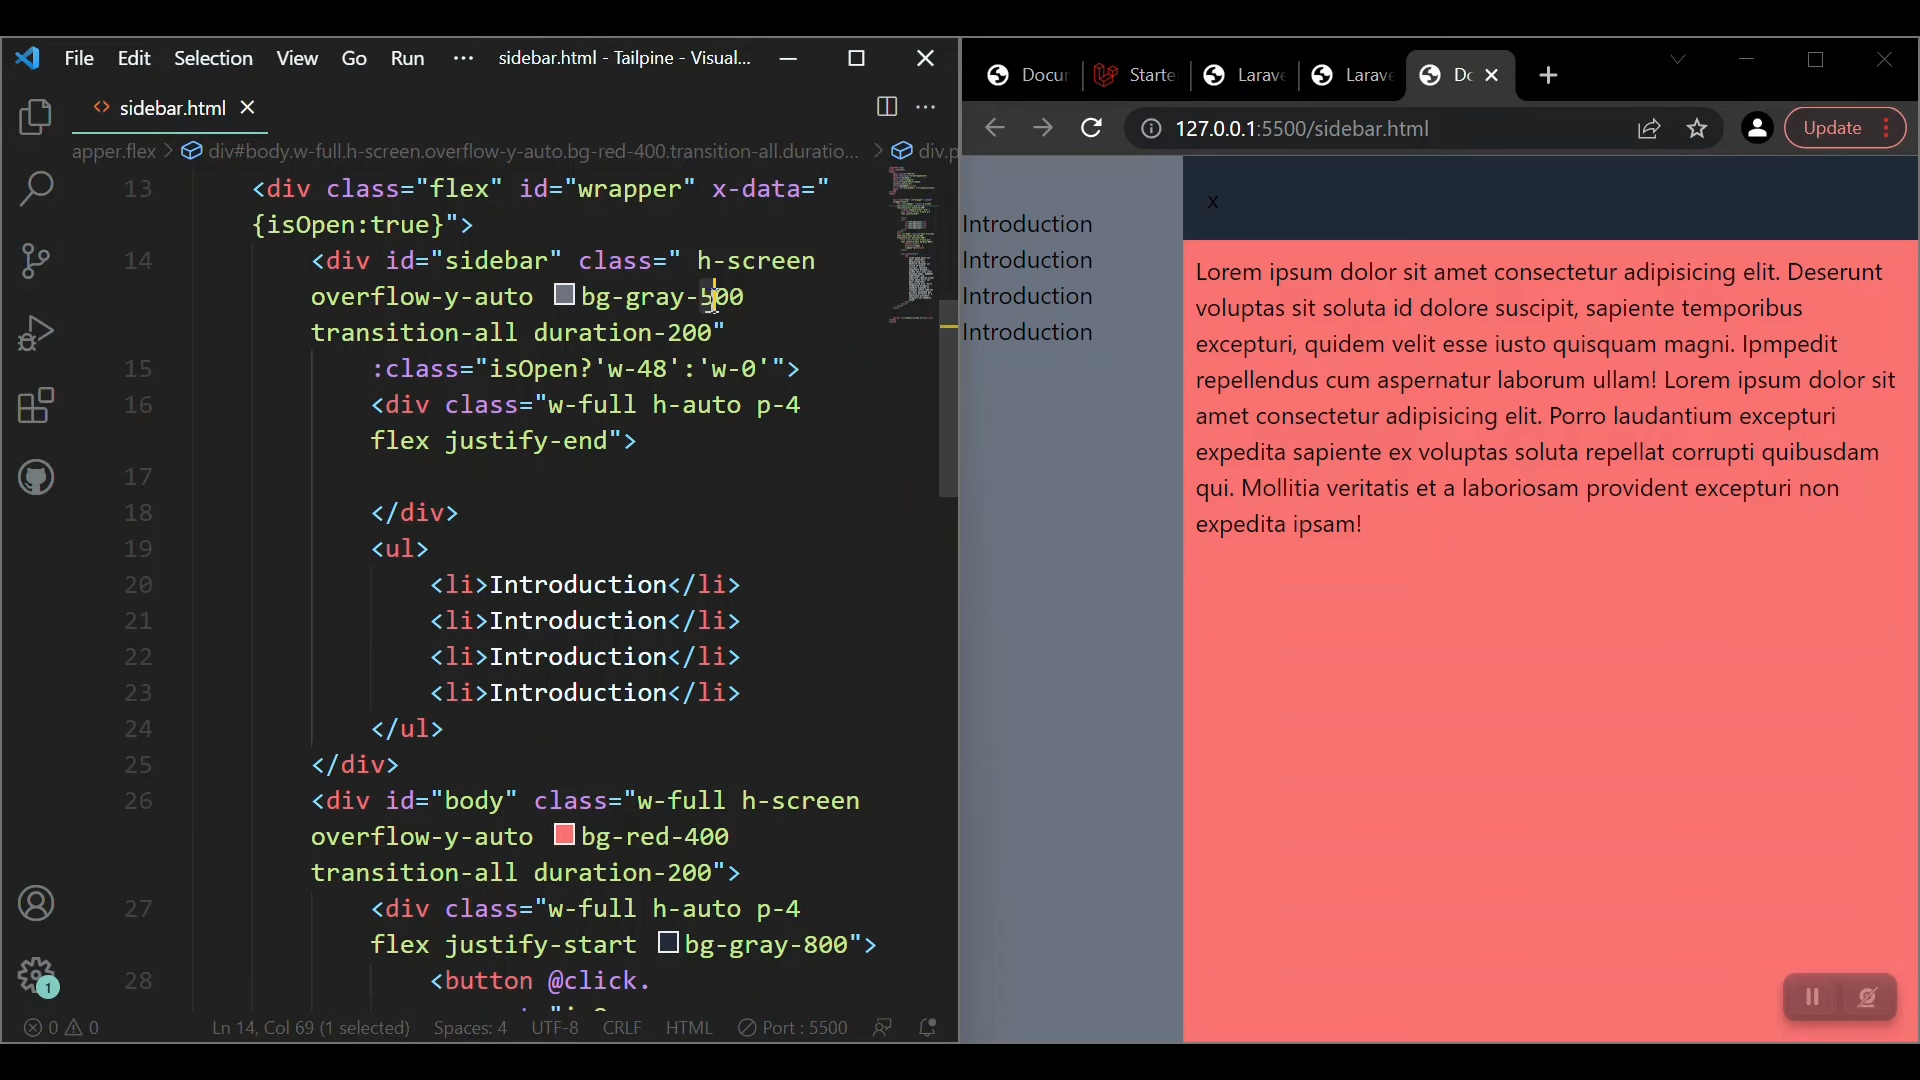 File Edit Selection View Go Run ··· sidebar.html - Tailpine - Visual...
sidebar.html
apper.flex > div#body.w-full.h-screen.overflow-y-auto.bg-red-400.transition-all.duratio... > div.p
13 <div class="flex" id="wrapper" x-data="
{isOpen:true}">
14 <div id="sidebar" class=" h-screen
overflow-y-auto bg-gray-500
transition-all duration-200"
15 :class="isOpen?'w-48':'w-0'">
16 <div class="w-full h-auto p-4
flex justify-end">
17
18 </div>
19 <ul>
20 <li>Introduction</li>
21 <li>Introduction</li>
22 <li>Introduction</li>
23 <li>Introduction</li>
24 </ul>
25 </div>
26 <div id="body" class="w-full h-screen
overflow-y-auto bg-red-400
transition-all duration-200">
27 <div class="w-full h-auto p-4
flex justify-start bg-gray-800">
28 <button @click.
1
0 0 Ln 14, Col 69 (1 selected) Spaces: 4 UTF-8 CRLF HTML Port : 5500
Docur Starte Larave Larave Do
127.0.0.1:5500/sidebar.html Update
x
Introduction
Introduction
Introduction
Introduction
Lorem ipsum dolor sit amet consectetur adipisicing elit. Deserunt
voluptas sit soluta id dolore suscipit, sapiente temporibus
excepturi, quidem velit esse iusto quisquam magni. Ipmpedit
repellendus cum aspernatur laborum ullam! Lorem ipsum dolor sit
amet consectetur adipisicing elit. Porro laudantium excepturi
expedita sapiente ex voluptas soluta repellat corrupti quibusdam
qui. Mollitia veritatis et a laboriosam provident excepturi non
expedita ipsam!